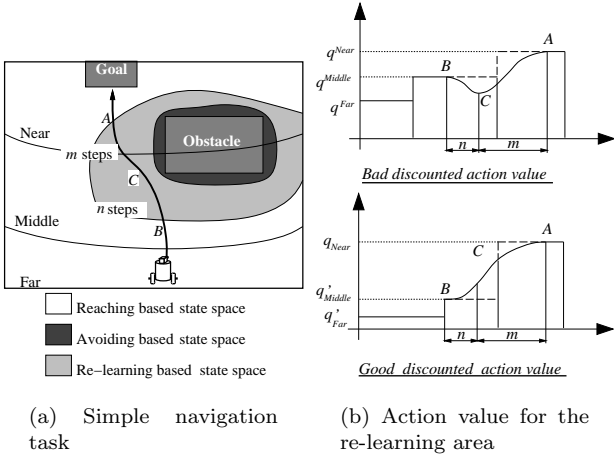 Goal
A
Near
Obstacle
m steps
C
n steps
Middle
B
Far
Reaching based state space
Avoiding based state space
Re-learning based state space
(a) Simple navigation
task
A
q^Near
B
q^Middle
C
q^Far
n
m
Bad discounted action value
A
q_Near
C
q'_Middle
B
q'_Far
n
m
Good discounted action value
(b) Action value for the
re-learning area